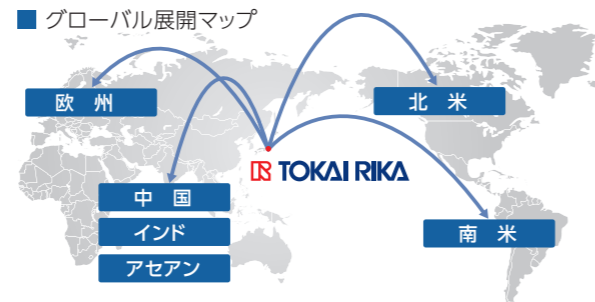 ■ グローバル展開マップ
欧 州
北 米
TOKAI RIKA
中 国
インド
南 米
アセアン